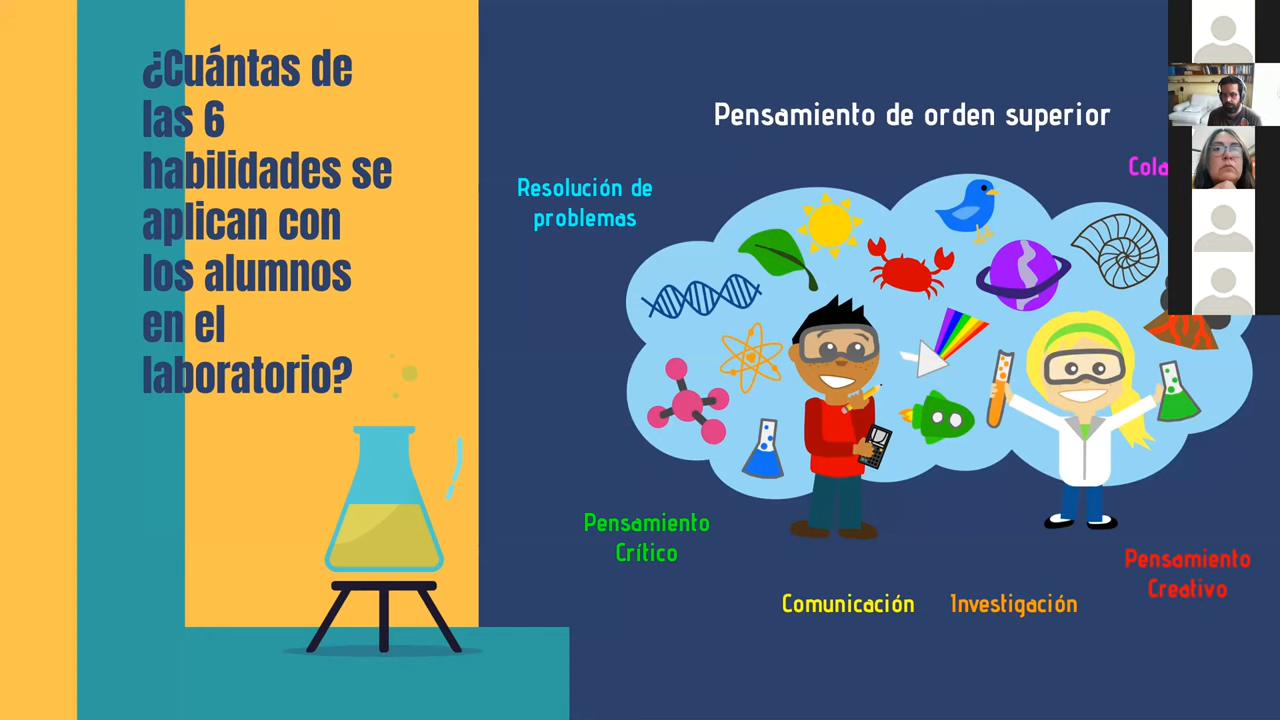 ¿Cuántas de
las 6
habilidades se
aplican con
los alumnos
en el
laboratorio?
Pensamiento de orden superior
Resolución de
problemas
Pensamiento
Crítico
Comunicación
Investigación
Pensamiento
Creativo